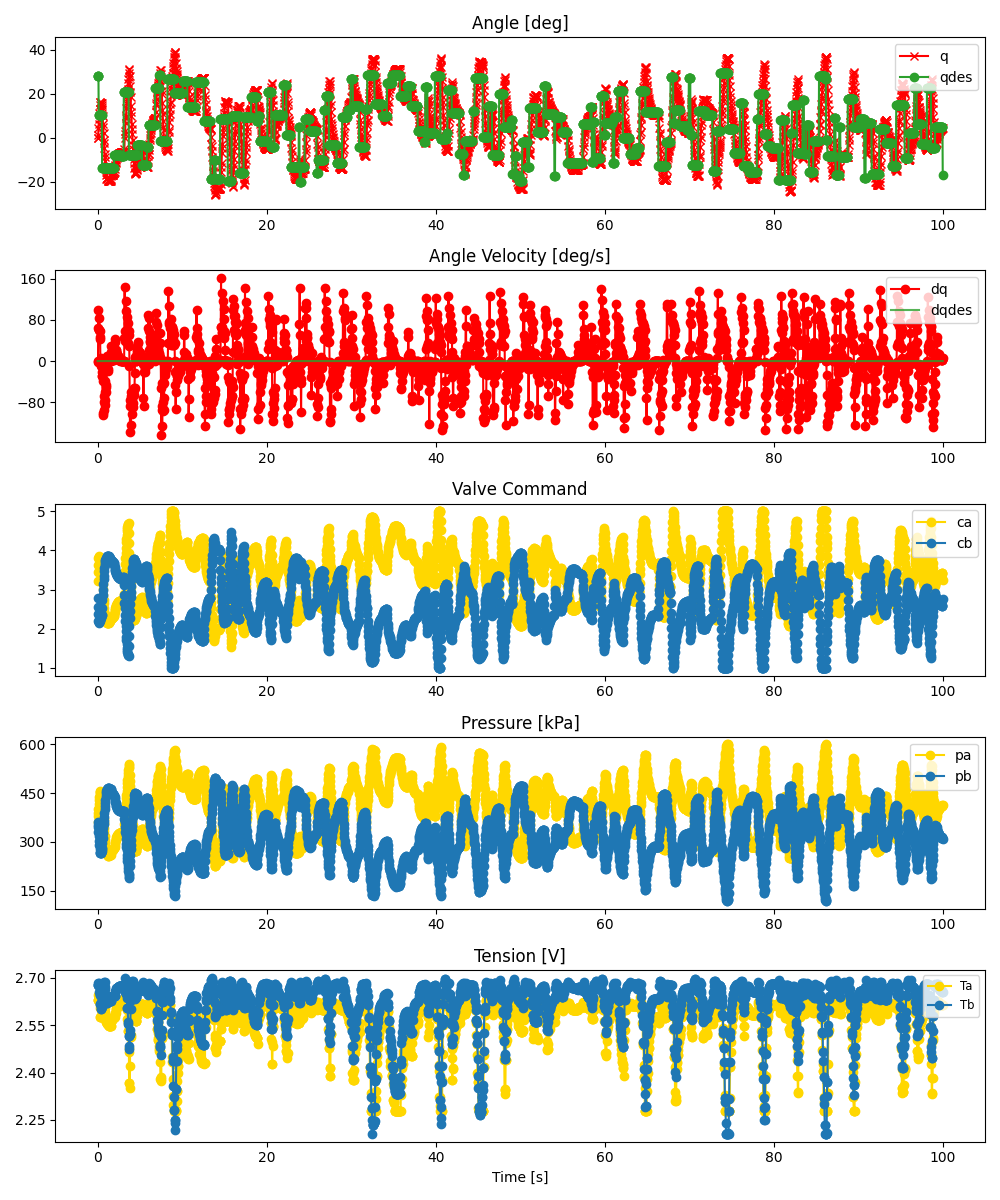 Angle [deg]
40
20
0
−20
q
qdes
0 20 40 60 80 100
Angle Velocity [deg/s]
160
80
0
−80
dq
dqdes
0 20 40 60 80 100
Valve Command
5
4
3
2
1
ca
cb
0 20 40 60 80 100
Pressure [kPa]
600
450
300
150
pa
pb
0 20 40 60 80 100
Tension [V]
2.70
2.55
2.40
2.25
Ta
Tb
0 20 40 60 80 100
Time [s]